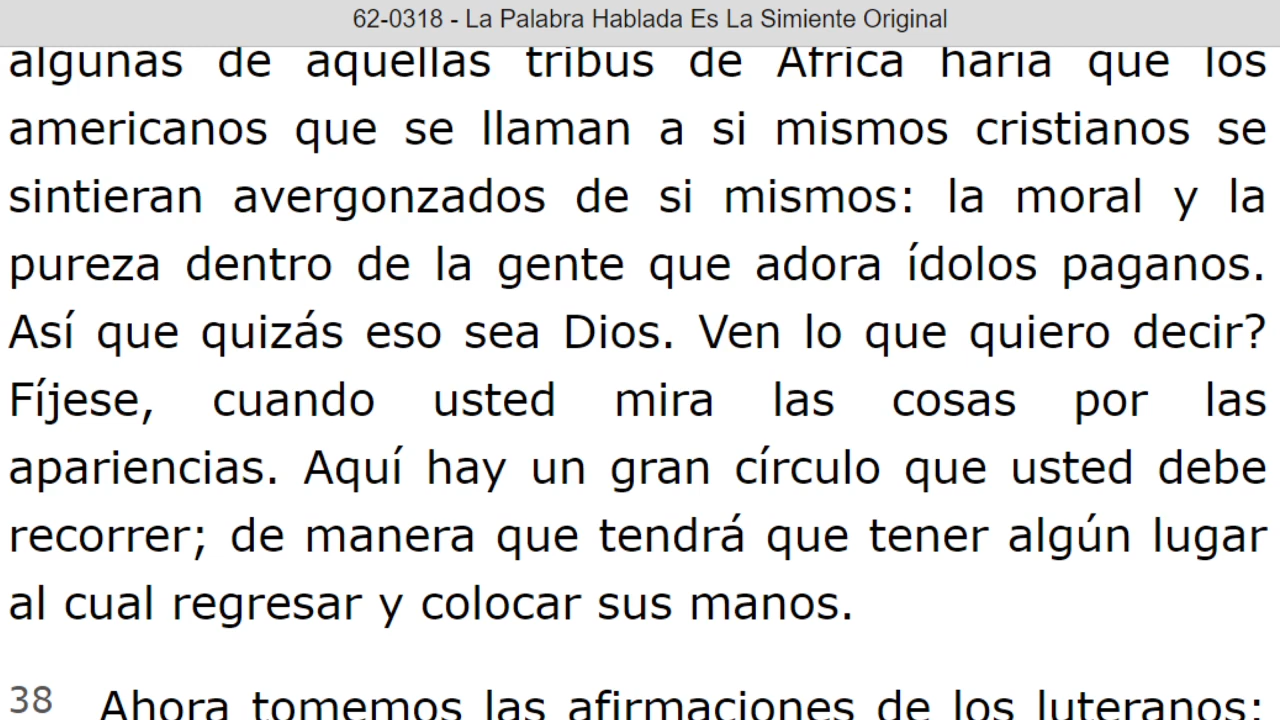 62-0318 - La Palabra Hablada Es La Simiente Original
algunas de aquellas tribus de África haría que los
americanos que se llaman a si mismos cristianos se
sintieran avergonzados de si mismos: la moral y la
pureza dentro de la gente que adora ídolos paganos.
Así que quizás eso sea Dios. Ven lo que quiero decir?
Fíjese, cuando usted mira las cosas por las
apariencias. Aquí hay un gran círculo que usted debe
recorrer; de manera que tendrá que tener algún lugar
al cual regresar y colocar sus manos.
38 Ahora tomemos las afirmaciones de los luteranos: